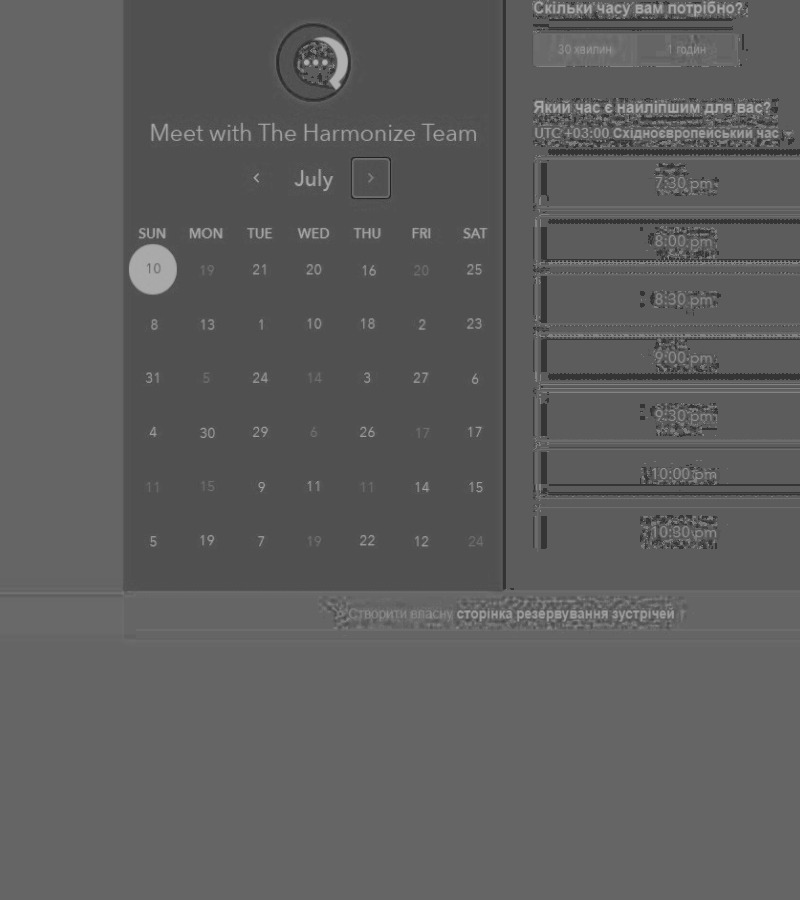 Meet with The Harmonize Team
July
SUN MON TUE WED THU FRI SAT
10 19 21 20 16 20 25
8 13 1 10 18 2 23
31 5 24 14 3 27 6
4 30 29 6 26 17 17
11 15 9 11 11 14 15
5 19 7 19 22 12 24
Скільки часу вам потрібно?
30 хвилин 1 годин
Який час є найліпшим для вас?
UTC +03:00 Східноєвропейський час
7:30 pm
8:00 pm
8:30 pm
9:00 pm
9:30 pm
10:00 pm
10:30 pm
Створити власну сторінка резервування зустрічей